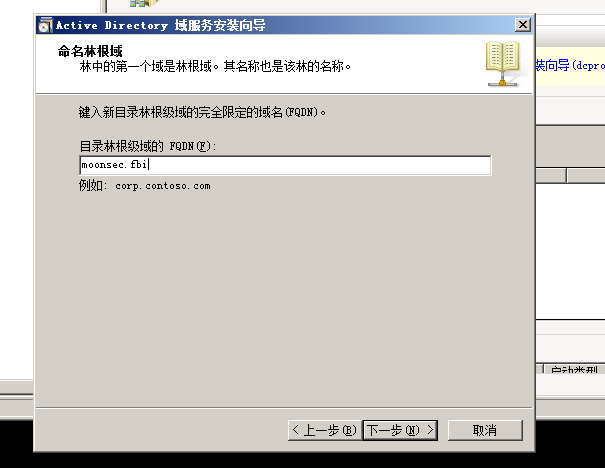 Active Directory 域服务安装向导
命名林根域
林中的第一个域是林根域。其名称也是该林的名称。
装向导(dcpro
键入新目录林根级域的完全限定的域名(FQDN)。
目录林根级域的 FQDN(F):
moonsec.fbi
例如: corp.contoso.com
启动类型
< 上一步(B) 下一步(N) > 取消